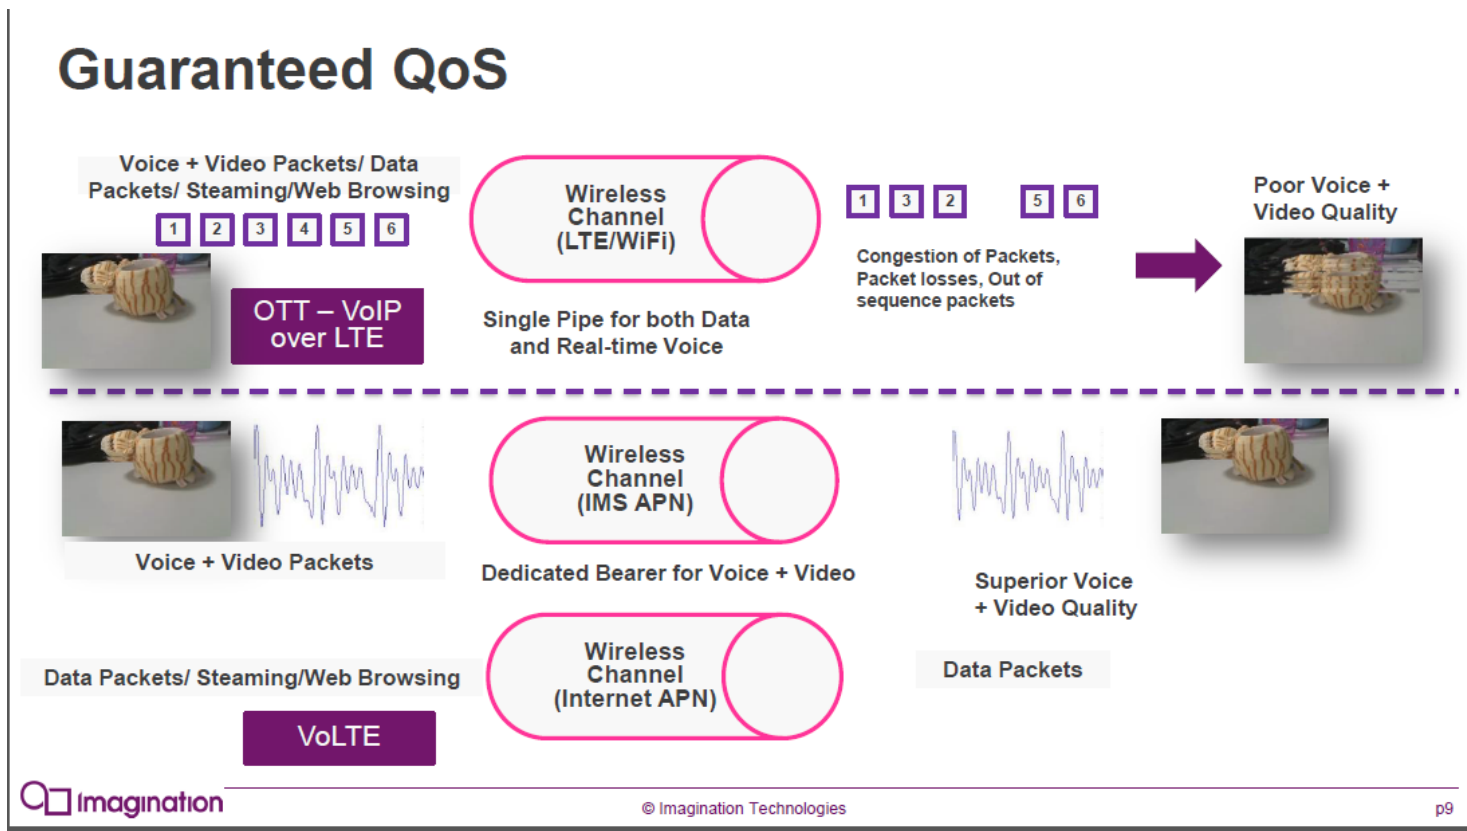 Guaranteed QoS
Voice + Video Packets/ Data
Packets/ Steaming/Web Browsing
1 2 3 4 5 6
OTT – VoIP
over LTE
Wireless
Channel
(LTE/WiFi)
Single Pipe for both Data
and Real-time Voice
1 3 2 5 6
Congestion of Packets,
Packet losses, Out of
sequence packets
Poor Voice +
Video Quality
Voice + Video Packets
Wireless
Channel
(IMS APN)
Dedicated Bearer for Voice + Video
Superior Voice
+ Video Quality
Data Packets/ Steaming/Web Browsing
VoLTE
Wireless
Channel
(Internet APN)
Data Packets
Imagination
© Imagination Technologies
p9